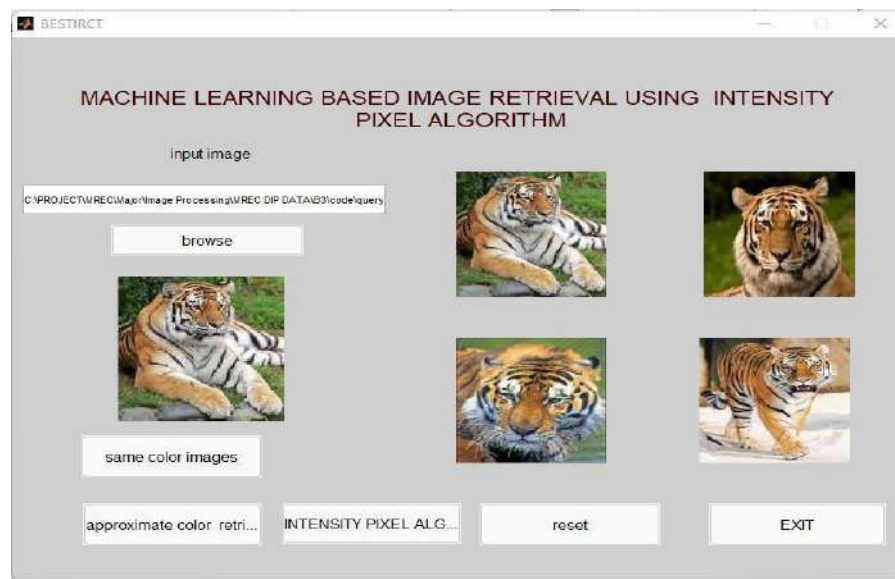 BESTIRCT
MACHINE LEARNING BASED IMAGE RETRIEVAL USING INTENSITY
PIXEL ALGORITHM
input image
C:\PROJECT\MREC\Major\Image Processing\MREC DIP DATA\B3\code\query
browse
same color images
approximate color retri...
INTENSITY PIXEL ALG...
reset
EXIT